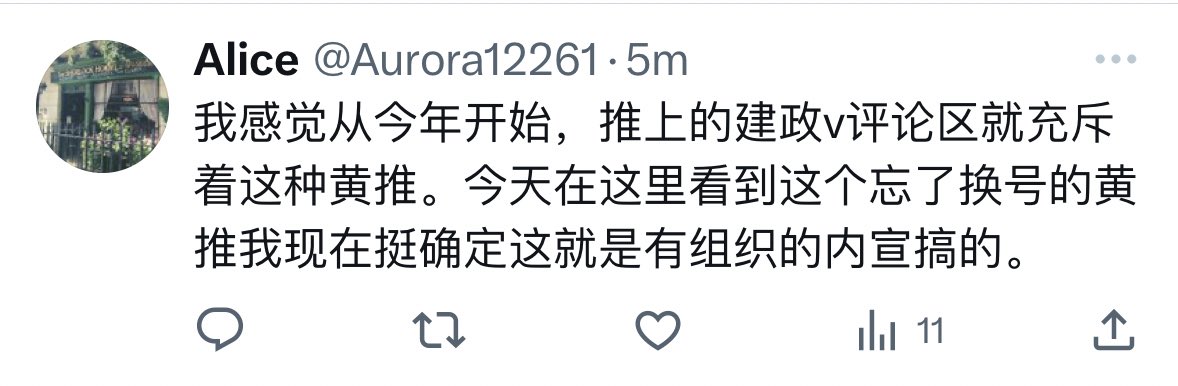 Alice @Aurora12261·5m
我感觉从今年开始，推上的建政v评论区就充斥
着这种黄推。今天在这里看到这个忘了换号的黄
推我现在挺确定这就是有组织的内宣搞的。
11